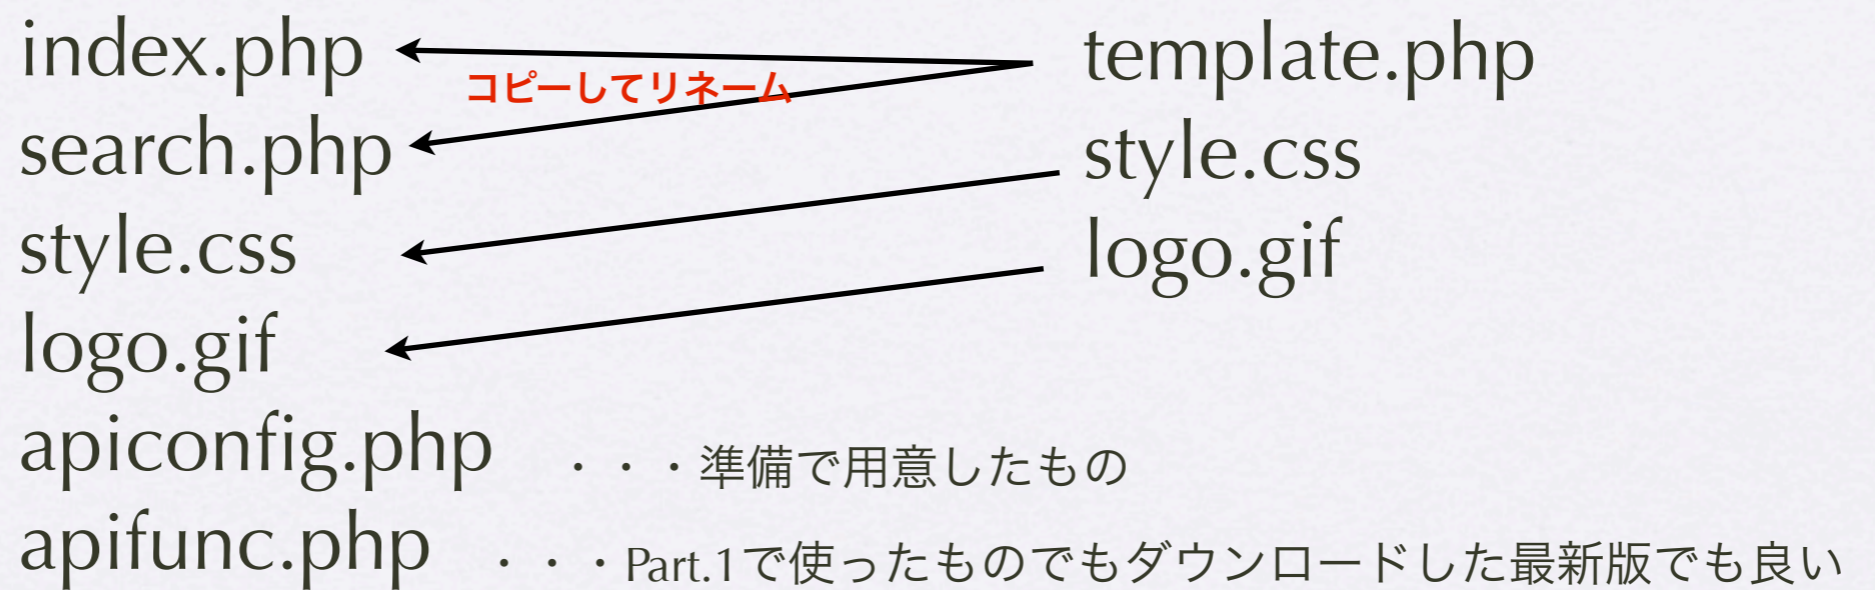 index.php
template.php
コピーしてリネーム
search.php
style.css
style.css
logo.gif
logo.gif
apiconfig.php ・・・準備で用意したもの
apifunc.php ・・・Part.1で使ったものでもダウンロードした最新版でも良い